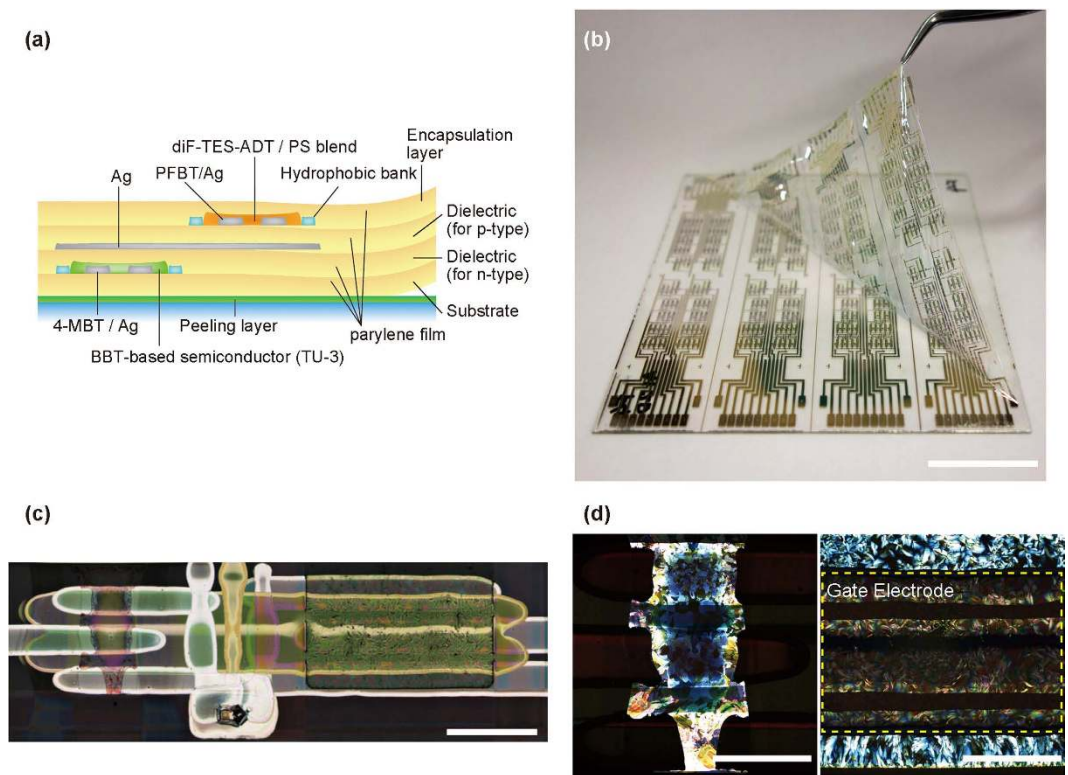 (a)
diF-TES-ADT / PS blend
Encapsulation
layer
PFBT/Ag
Hydrophobic bank
Ag
Dielectric
(for p-type)
Dielectric
(for n-type)
4-MBT / Ag
Peeling layer
Substrate
parylene film
BBT-based semiconductor (TU-3)
(b)
(c)
(d)
Gate Electrode